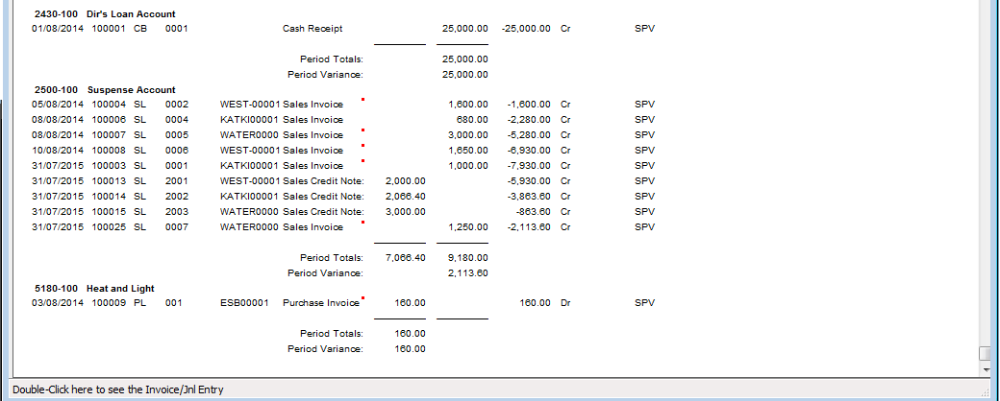 2430-100 Dir's Loan Account
01/08/2014 100001 CB 0001 Cash Receipt 25,000.00 -25,000.00 Cr SPV
Period Totals: 25,000.00
Period Variance: 25,000.00
2500-100 Suspense Account
05/08/2014 100004 SL 0002 WEST-00001 Sales Invoice 1,600.00 -1,600.00 Cr SPV
08/08/2014 100006 SL 0004 KATKI00001 Sales Invoice 680.00 -2,280.00 Cr SPV
08/08/2014 100007 SL 0005 WATER0000 Sales Invoice 3,000.00 -5,280.00 Cr SPV
10/08/2014 100008 SL 0006 WEST-00001 Sales Invoice 1,650.00 -6,930.00 Cr SPV
31/07/2015 100003 SL 0001 KATKI00001 Sales Invoice 1,000.00 -7,930.00 Cr SPV
31/07/2015 100013 SL 2001 WEST-00001 Sales Credit Note: 2,000.00 -5,930.00 Cr SPV
31/07/2015 100014 SL 2002 KATKI00001 Sales Credit Note: 2,066.40 -3,863.60 Cr SPV
31/07/2015 100015 SL 2003 WATER0000 Sales Credit Note: 3,000.00 -863.60 Cr SPV
31/07/2015 100025 SL 0007 WATER0000 Sales Invoice 1,250.00 -2,113.60 Cr SPV
Period Totals: 7,066.40 9,180.00
Period Variance: 2,113.60
5180-100 Heat and Light
03/08/2014 100009 PL 001 ESB00001 Purchase Invoice 160.00 160.00 Dr SPV
Period Totals: 160.00
Period Variance: 160.00
Double-Click here to see the Invoice/Jnl Entry